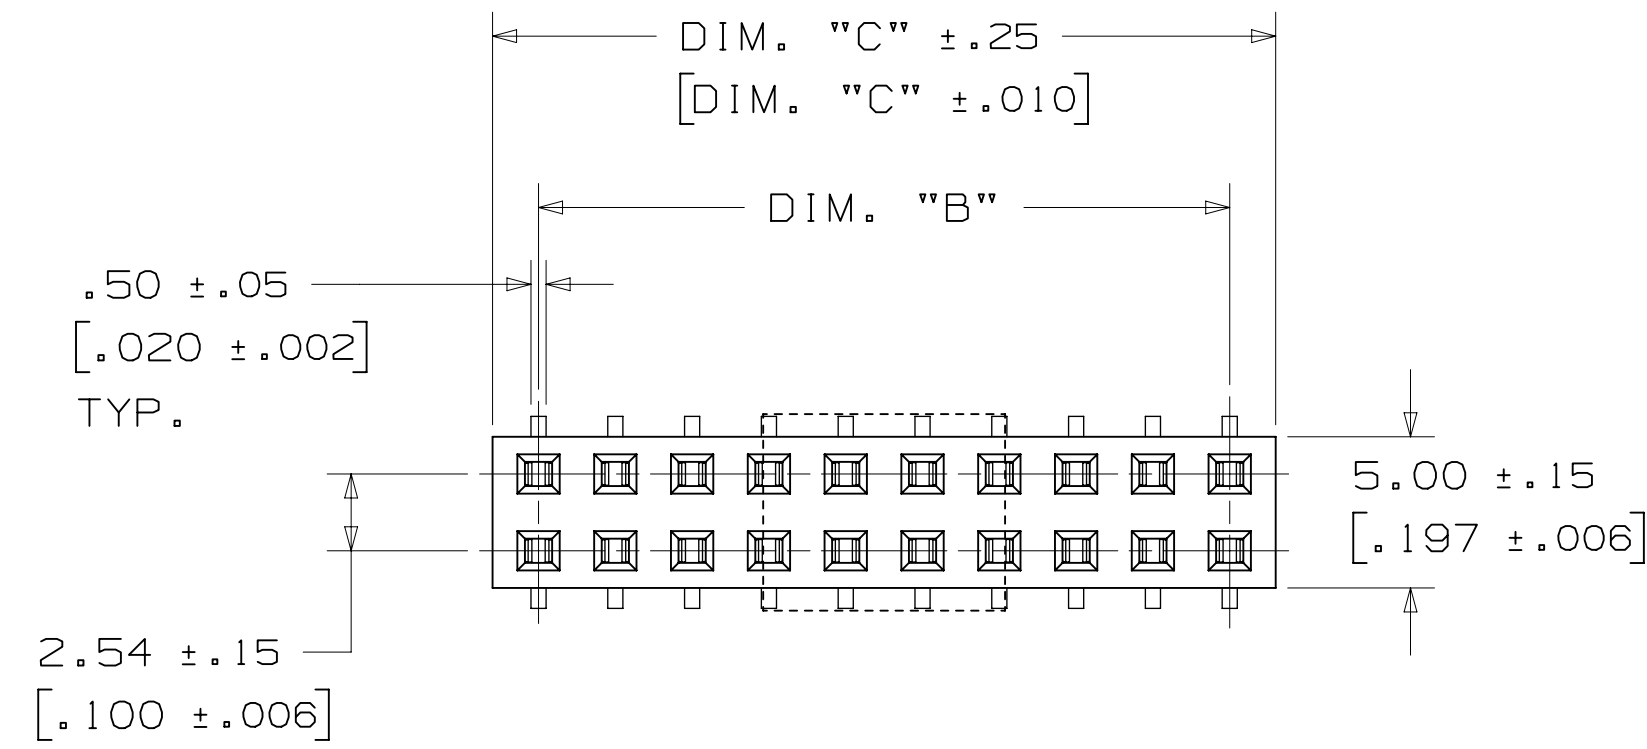 DIM. "C" ±.25
[DIM. "C" ±.010]
DIM. "B"
.50 ±.05
[.020 ±.002]
TYP.
5.00 ±.15
[.197 ±.006]
2.54 ±.15
[.100 ±.006]